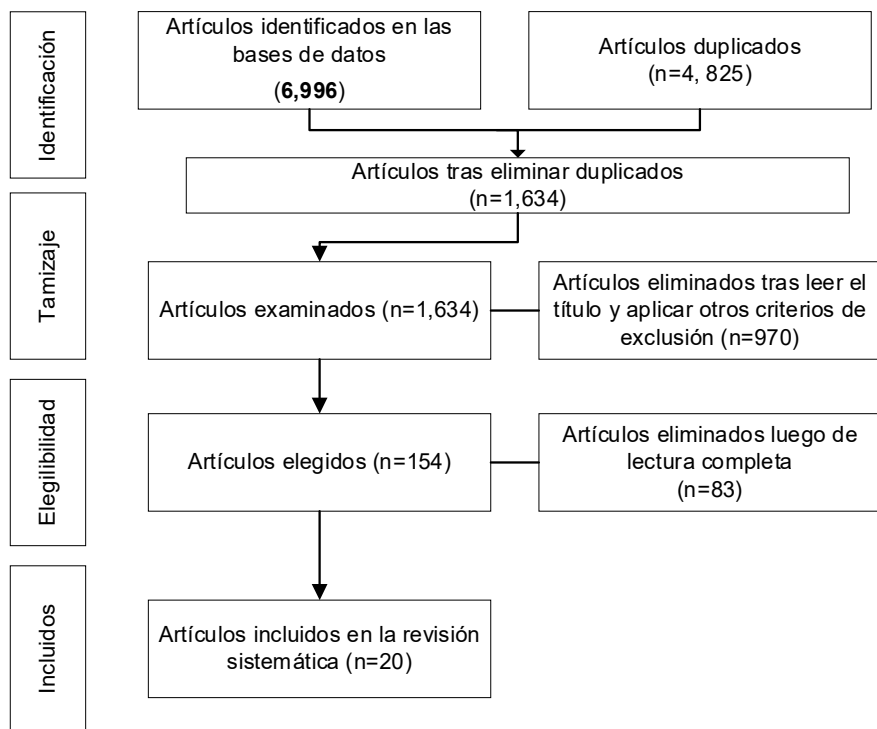 Identificación
Artículos identificados en las
bases de datos
(6,996)
Artículos duplicados
(n=4, 825)
Artículos tras eliminar duplicados
(n=1,634)
Tamizaje
Artículos examinados (n=1,634)
Artículos eliminados tras leer el
título y aplicar otros criterios de
exclusión (n=970)
Elegilibilidad
Artículos elegidos (n=154)
Artículos eliminados luego de
lectura completa
(n=83)
Incluidos
Artículos incluidos en la revisión
sistemática (n=20)